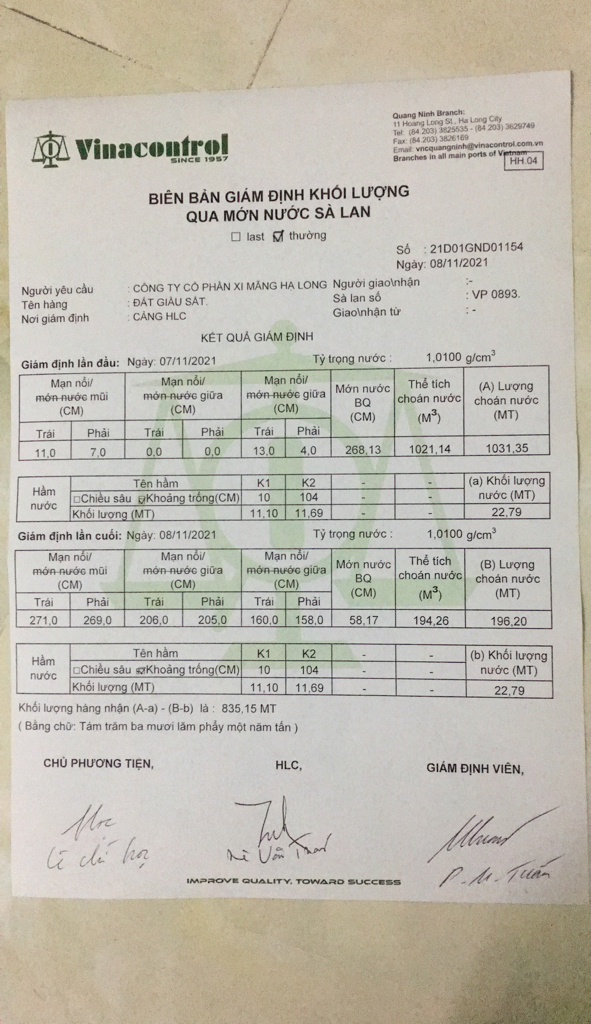 Vinacontrol
SINCE 1957
Quang Ninh Branch:
11 Hoang Long St., Ha Long City
Tel: (84.203) 3825535 - (84.203) 3629749
Fax: (84.203) 3826169
Email: vncquangninh@vinacontrol.com.vn
Branches in all main ports of Vietnam
HH.04
BIÊN BẢN GIÁM ĐỊNH KHỐI LƯỢNG
QUA MỚN NƯỚC SÀ LAN
☐ last ☑ thường
Số : 21D01GND01154
Ngày: 08/11/2021
Người yêu cầu : CÔNG TY CỔ PHẦN XI MĂNG HẠ LONG Người giao\nhận :-
Tên hàng : ĐẤT GIÀU SẮT. Sà lan số : VP 0893.
Nơi giám định : CẢNG HLC Giao\nhận từ : -
KẾT QUẢ GIÁM ĐỊNH
Giám định lần đầu: Ngày: 07/11/2021 Tỷ trọng nước : 1,0100 g/cm³
Mạn nổi/ mớn nước mũi (CM) Mạn nổi/ mớn nước giữa (CM) Mạn nổi/ mớn nước giữa (CM) Mớn nước BQ (CM) Thể tích choán nước (M³) (A) Lượng choán nước (MT)
Trái Phải Trái Phải Trái Phải
11,0 7,0 0,0 0,0 13,0 4,0 268,13 1021,14 1031,35
Hầm nước Tên hầm K1 K2 - - (a) Khối lượng nước (MT)
☐Chiều sâu ☑Khoảng trống(CM) 10 104 - -
Khối lượng (MT) 11,10 11,69 - - 22,79
Giám định lần cuối: Ngày: 08/11/2021 Tỷ trọng nước : 1,0100 g/cm³
Mạn nổi/ mớn nước mũi (CM) Mạn nổi/ mớn nước giữa (CM) Mạn nổi/ mớn nước giữa (CM) Mớn nước BQ (CM) Thể tích choán nước (M³) (B) Lượng choán nước (MT)
Trái Phải Trái Phải Trái Phải
271,0 269,0 206,0 205,0 160,0 158,0 58,17 194,26 196,20
Hầm nước Tên hầm K1 K2 - - (b) Khối lượng nước (MT)
☐Chiều sâu ☑Khoảng trống(CM) 10 104 - -
Khối lượng (MT) 11,10 11,69 - - 22,79
Khối lượng hàng nhận (A-a) - (B-b) là : 835,15 MT
( Bằng chữ: Tám trăm ba mươi lăm phẩy một năm tấn )
CHỦ PHƯƠNG TIỆN, HLC, GIÁM ĐỊNH VIÊN,
P. M. Tuấn
IMPROVE QUALITY, TOWARD SUCCESS